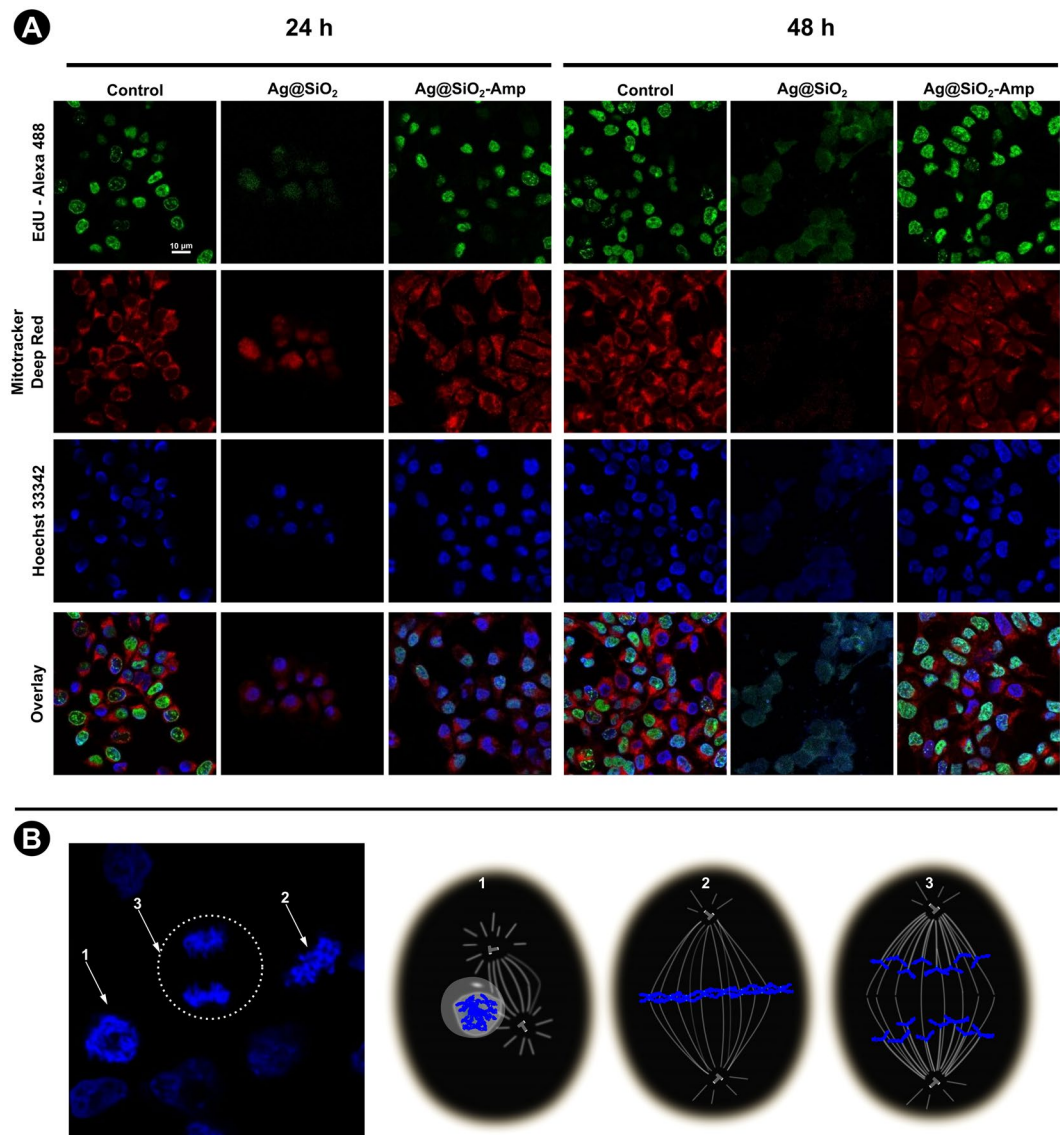 A
24 h
48 h
Control
Ag@SiO₂
Ag@SiO₂-Amp
Control
Ag@SiO₂
Ag@SiO₂-Amp
EdU - Alexa 488
10 µm
Mitotracker
Deep Red
Hoechst 33342
Overlay
B
1
3
2
1
2
3